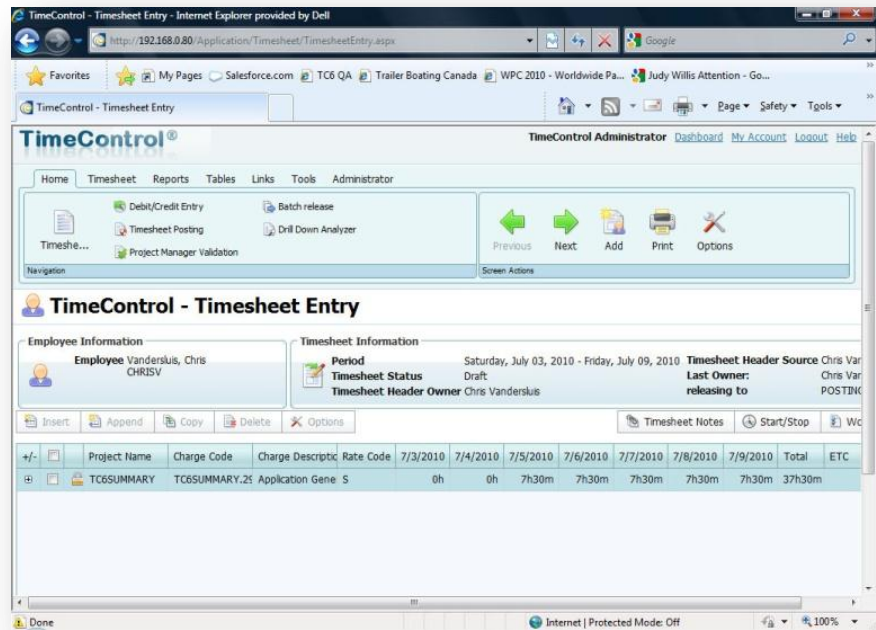 TimeControl - Timesheet Entry - Internet Explorer provided by Dell
http://192.168.0.80/Application/Timesheet/TimesheetEntry.aspx
Google
Favorites My Pages Salesforce.com TC6 QA Trailer Boating Canada WPC 2010 - Worldwide Pa... Judy Willis Attention - Go...
TimeControl - Timesheet Entry
Page Safety Tools
TimeControl®
TimeControl Administrator Dashboard My Account Logout Help
Home Timesheet Reports Tables Links Tools Administrator
Timeshe...
Debit/Credit Entry
Timesheet Posting
Project Manager Validation
Batch release
Drill Down Analyzer
Navigation
Previous Next Add Print Options
Screen Actions
TimeControl - Timesheet Entry
Employee Information
Employee Vandersluis, Chris
CHRISV
Timesheet Information
Period Saturday, July 03, 2010 - Friday, July 09, 2010 Timesheet Header Source Chris Var
Timesheet Status Draft Last Owner: Chris Var
Timesheet Header Owner Chris Vandersluis releasing to POSTING
Insert Append Copy Delete Options Timesheet Notes Start/Stop Wo
+/- Project Name Charge Code Charge Descriptic Rate Code 7/3/2010 7/4/2010 7/5/2010 7/6/2010 7/7/2010 7/8/2010 7/9/2010 Total ETC
TC6SUMMARY TC6SUMMARY.29 Application Gene S 0h 0h 7h30m 7h30m 7h30m 7h30m 7h30m 37h30m
Done Internet | Protected Mode: Off 100%